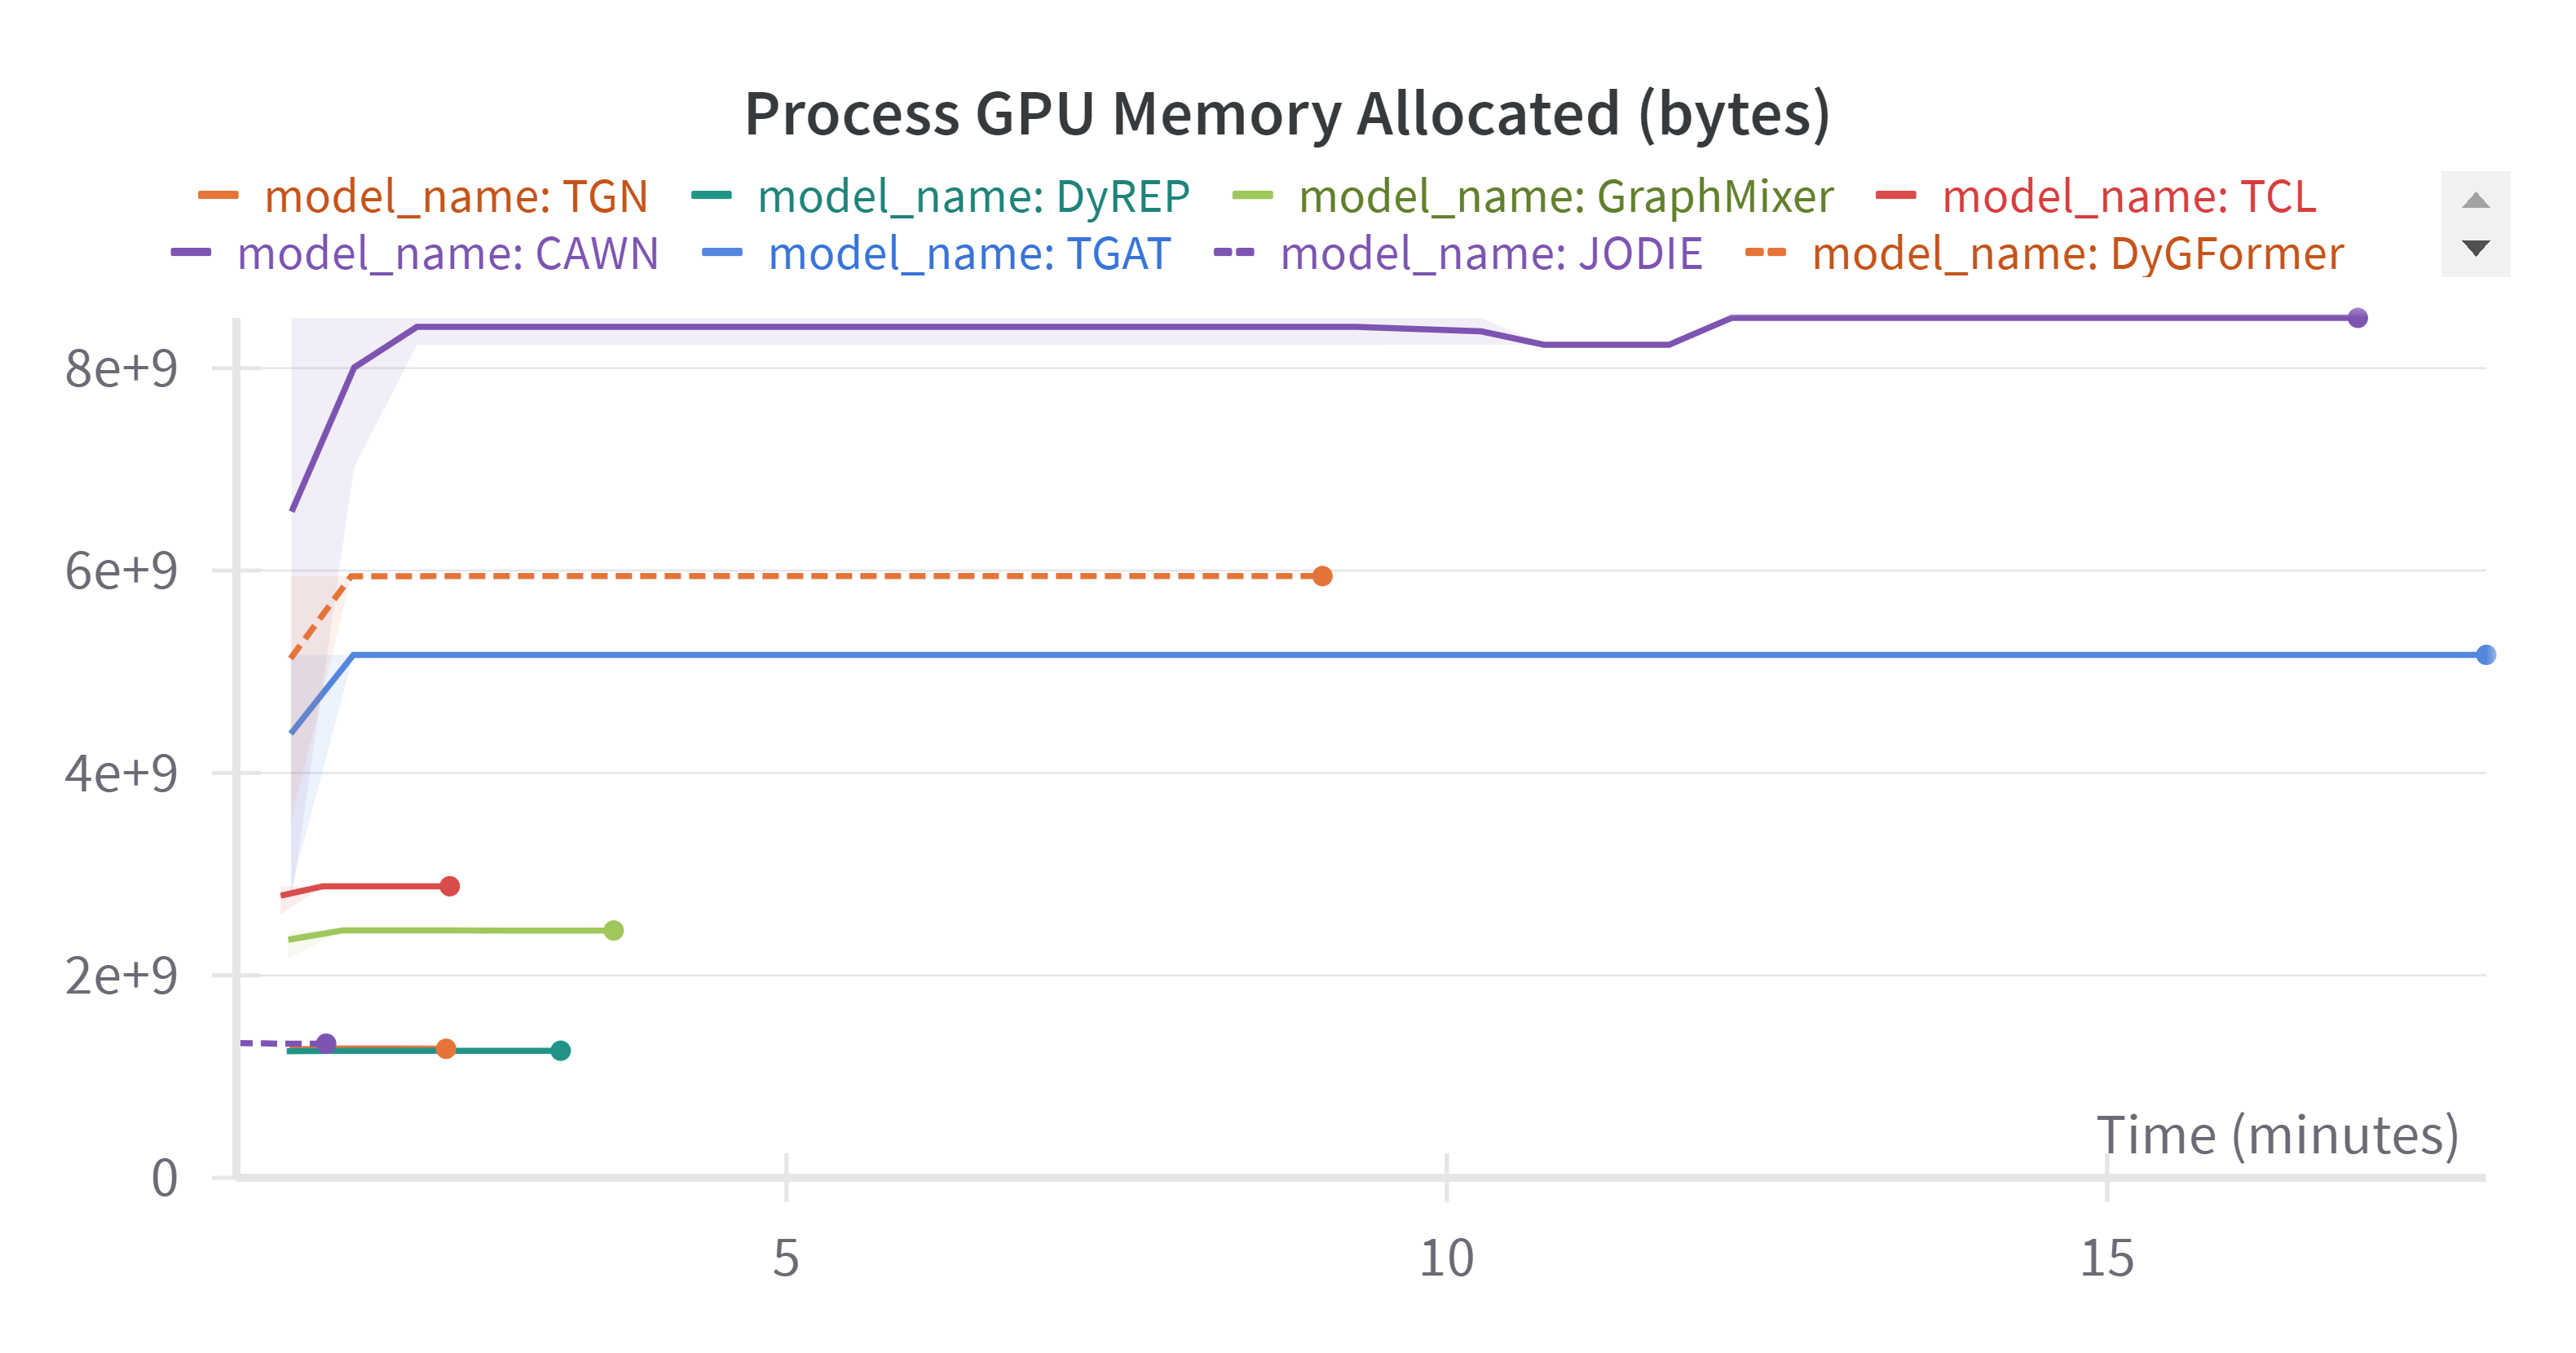 Process GPU Memory Allocated (bytes)
model_name: TGN model_name: DyREP model_name: GraphMixer model_name: TCL
model_name: CAWN model_name: TGAT model_name: JODIE model_name: DyGFormer
8e+9
6e+9
4e+9
2e+9
0
Time (minutes)
5 10 15